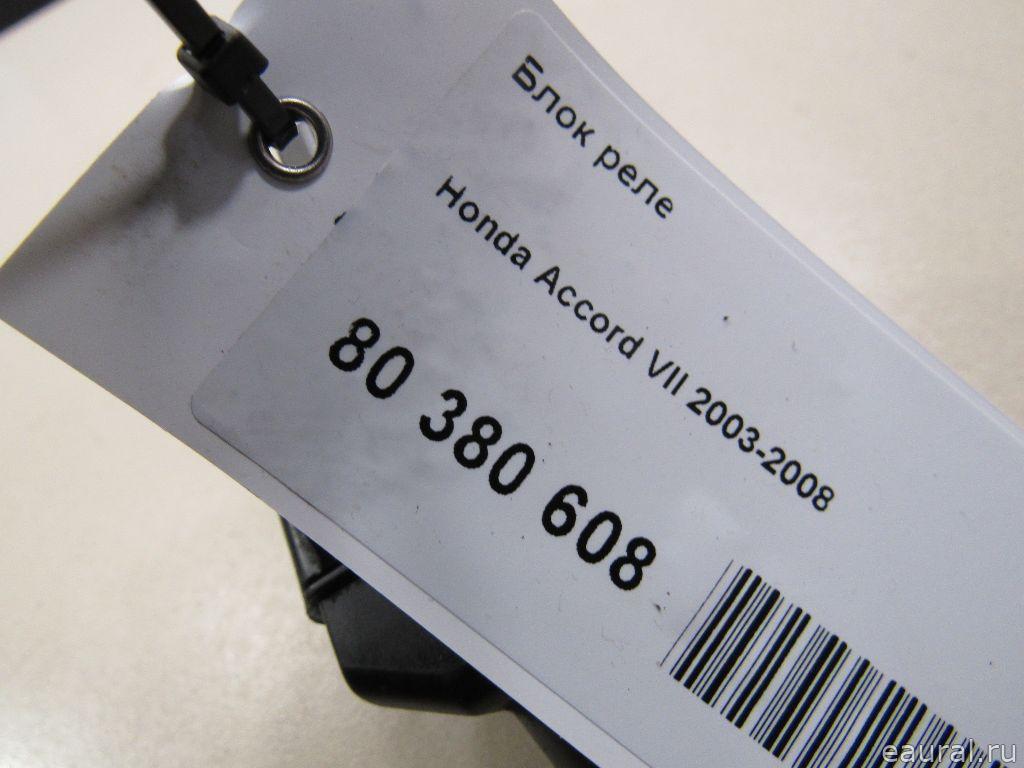 Блок реле
Honda Accord VII 2003-2008
80 380 608
eaural.ru